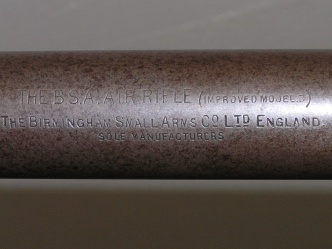 THE B.S.A. AIR RIFLE (IMPROVED MODEL B)
THE BIRMINGHAM SMALL ARMS CO LTD ENGLAND
SOLE MANUFACTURERS